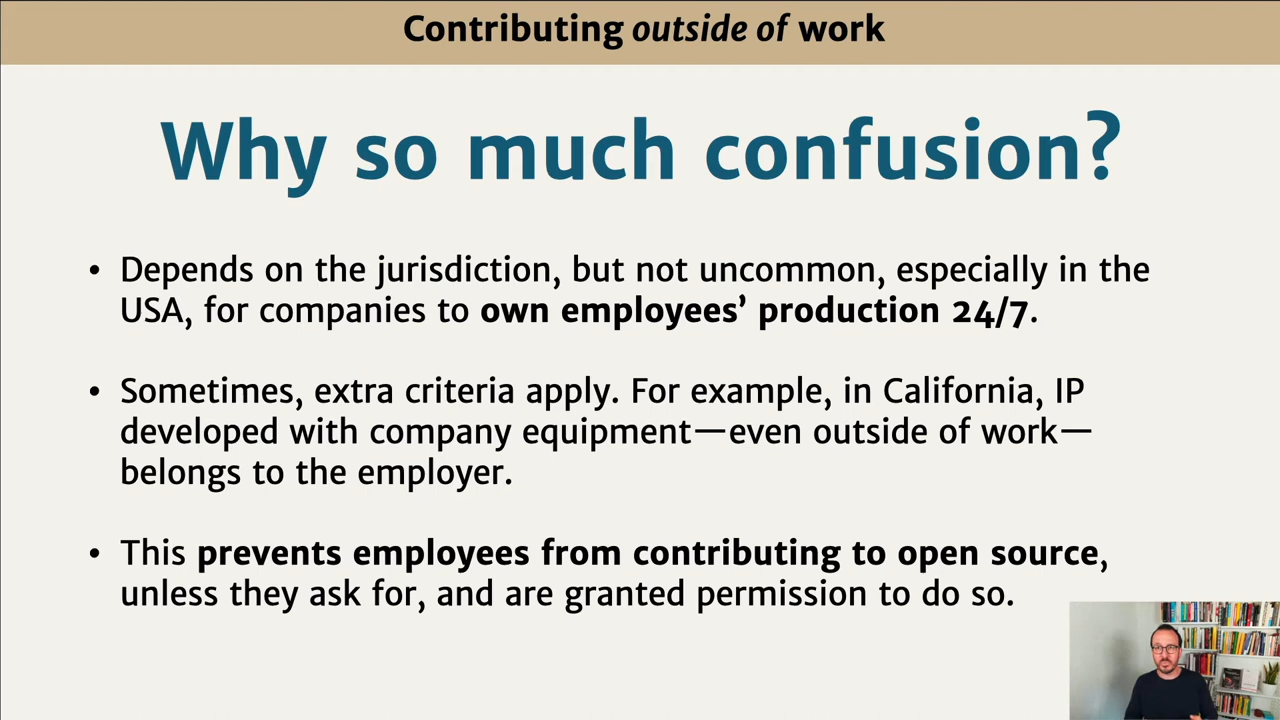 Contributing outside of work
Why so much confusion?
• Depends on the jurisdiction, but not uncommon, especially in the
USA, for companies to own employees’ production 24/7.
• Sometimes, extra criteria apply. For example, in California, IP
developed with company equipment—even outside of work—
belongs to the employer.
• This prevents employees from contributing to open source,
unless they ask for, and are granted permission to do so.